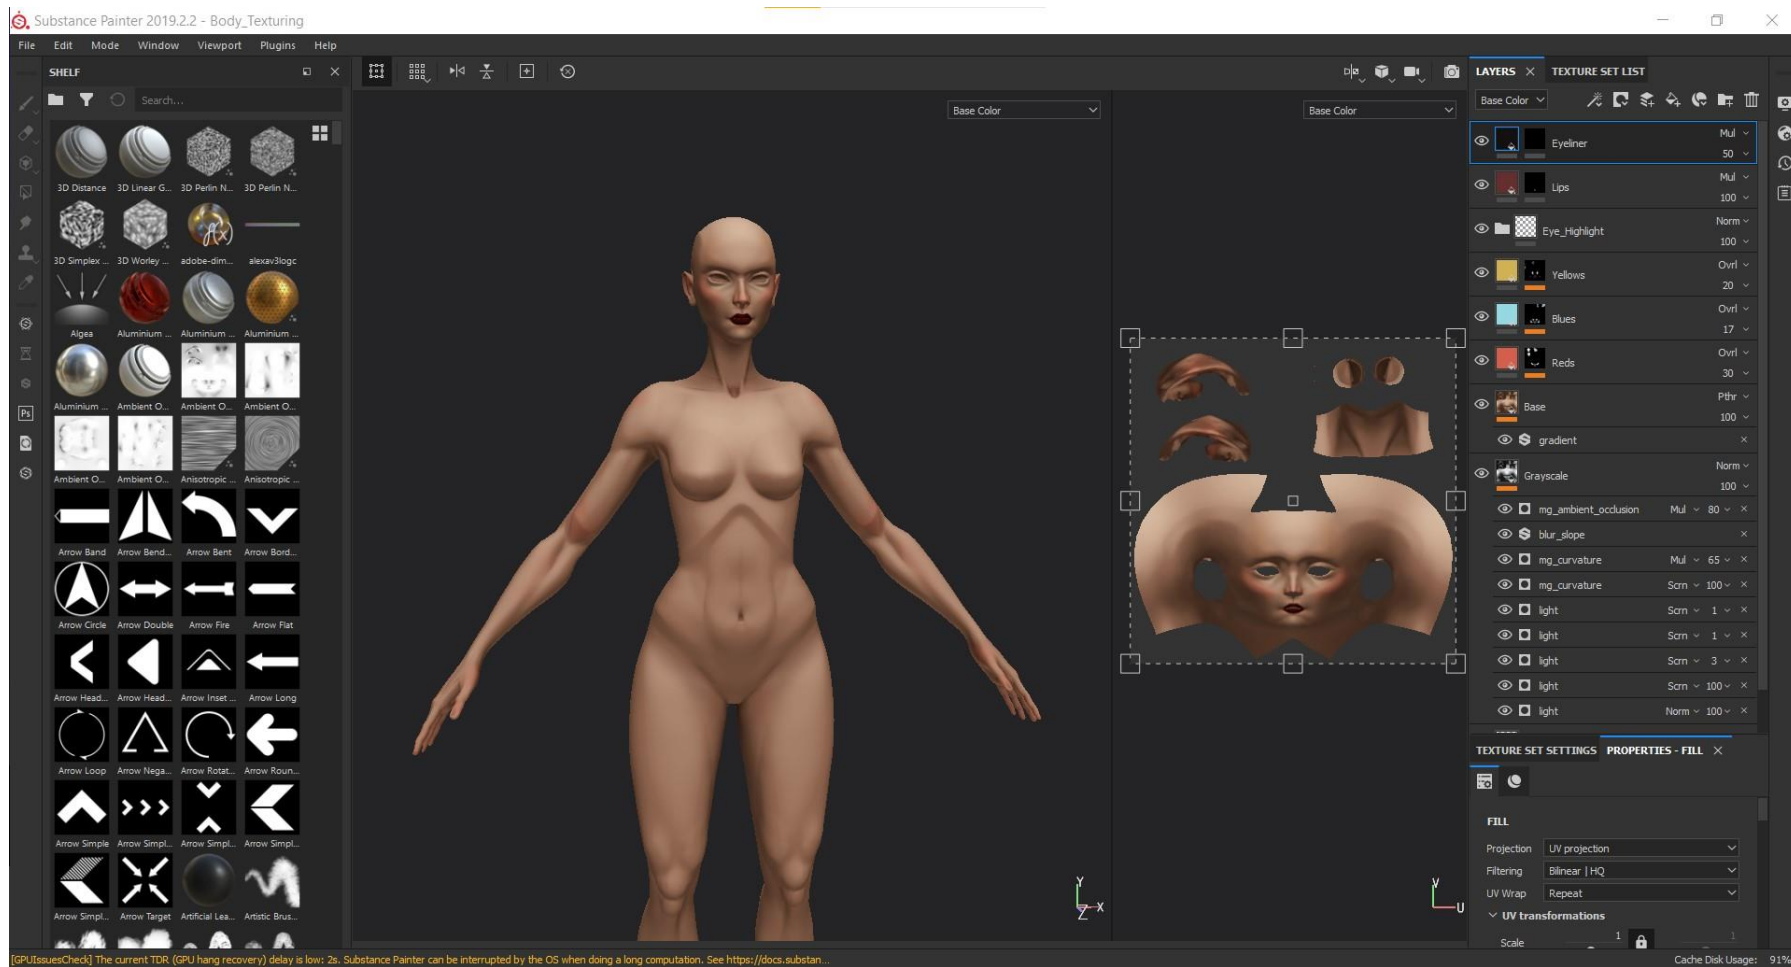 Substance Painter 2019.2.2 - Body_Texturing
File Edit Mode Window Viewport Plugins Help
SHELF
Search...
3D Distance 3D Linear G... 3D Perlin N... 3D Perlin N...
3D Simplex ... 3D Worley ... adobe-dim... alexav3logc
Algea Aluminium ... Aluminium ... Aluminium ...
Aluminium ... Ambient O... Ambient O... Ambient O...
Ambient O... Ambient O... Anisotropic ... Anisotropic ...
Arrow Band Arrow Bend... Arrow Bent Arrow Bord...
Arrow Circle Arrow Double Arrow Fire Arrow Flat
Arrow Head... Arrow Head... Arrow Inset ... Arrow Long
Arrow Loop Arrow Nega... Arrow Rotat... Arrow Roun...
Arrow Simple Arrow Simpl... Arrow Simpl... Arrow Simpl...
Arrow Simpl... Arrow Target Artificial Lea... Artistic Brus...
Ps
f(x)
Base Color
Y
Z X
Base Color
V
U
LAYERS TEXTURE SET LIST
Base Color
Eyeliner Mul
50
Lips Mul
100
Eye_Highlight Norm
100
Yellows Ovrl
20
Blues Ovrl
17
Reds Ovrl
30
Base Pthr
100
gradient
Grayscale Norm
100
mg_ambient_occlusion Mul 80
blur_slope
mg_curvature Mul 65
mg_curvature Scrn 100
light Scrn 1
light Scrn 1
light Scrn 3
light Scrn 100
light Norm 100
TEXTURE SET SETTINGS PROPERTIES - FILL
FILL
Projection UV projection
Filtering Bilinear | HQ
UV Wrap Repeat
UV transformations
Scale 1 1
[GPUIssuesCheck] The current TDR (GPU hang recovery) delay is low: 2s. Substance Painter can be interrupted by the OS when doing a long computation. See https://docs.substan...
Cache Disk Usage: 91%